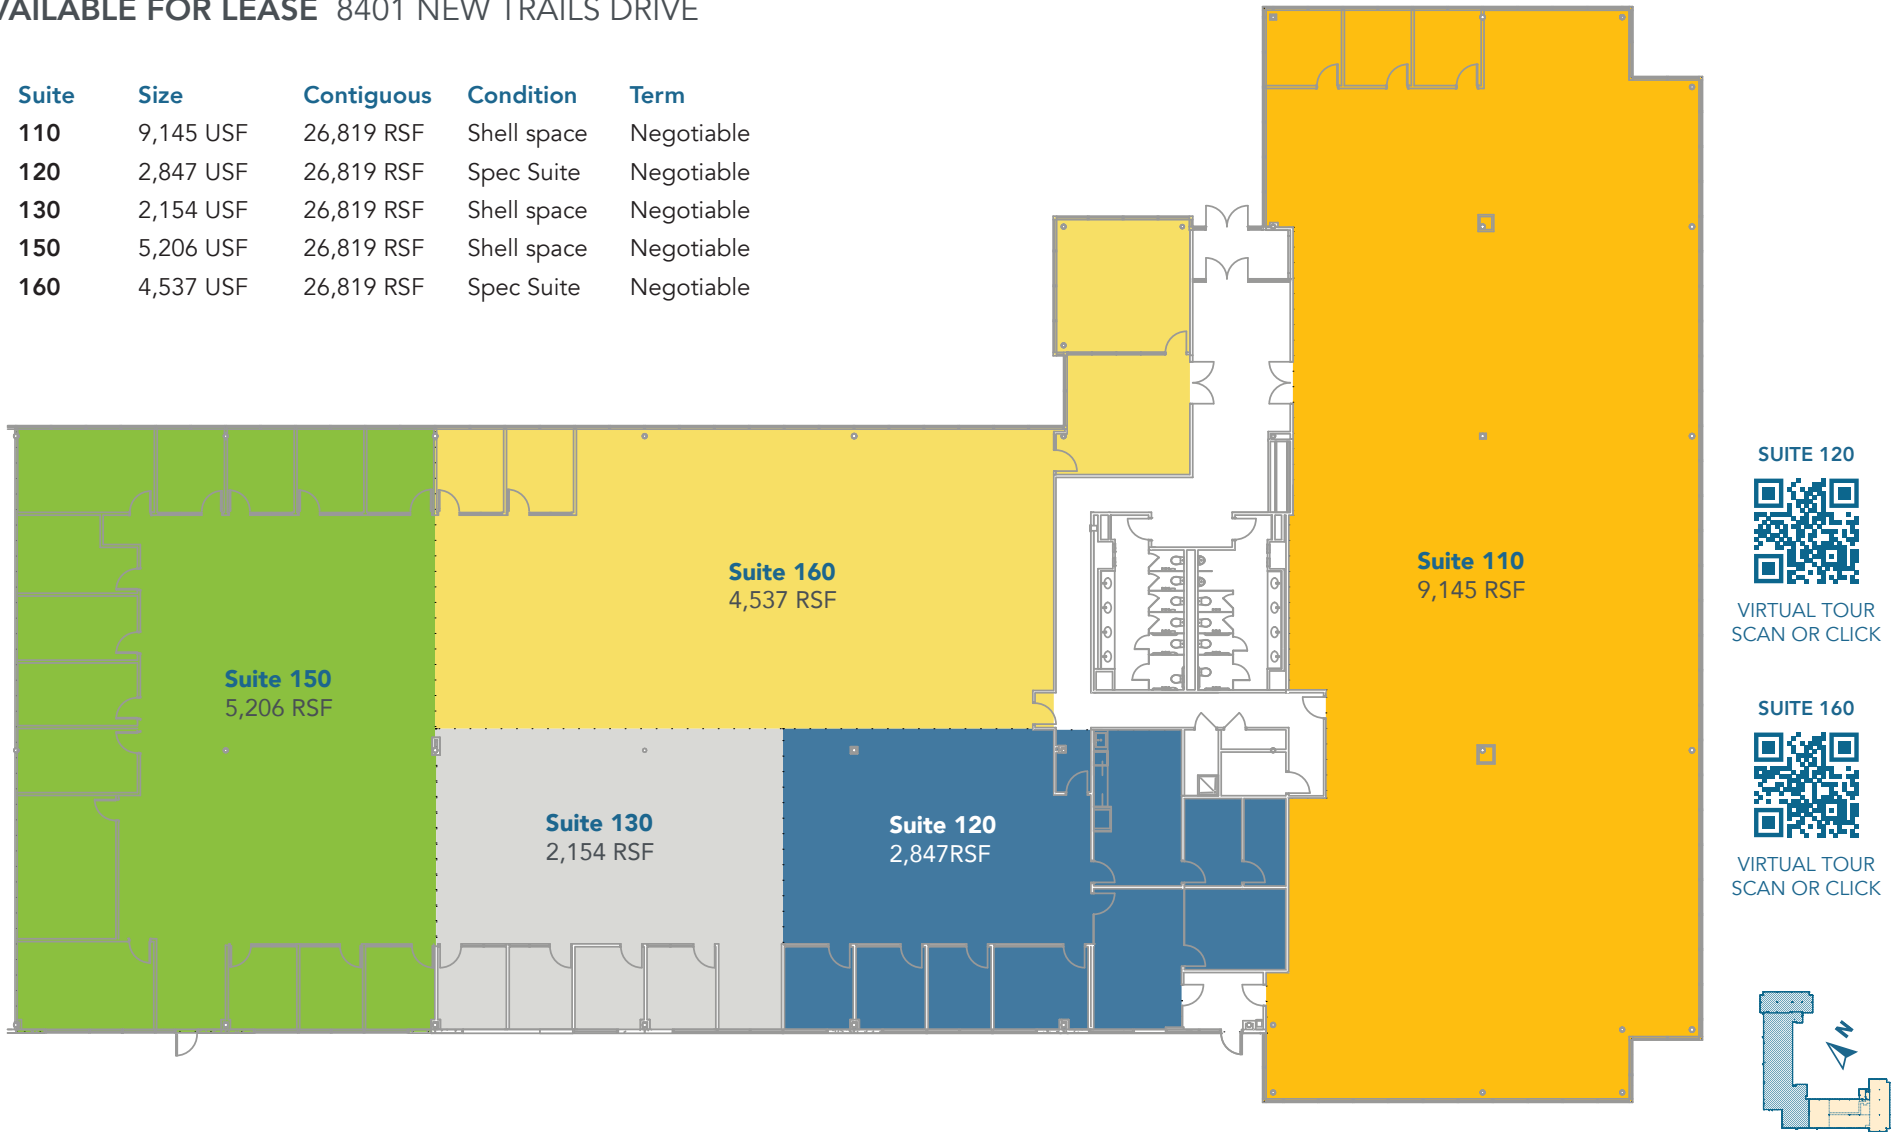 VAILABLE FOR LEASE 8401 NEW TRAILS DRIVE
Suite Size Contiguous Condition Term
110 9,145 USF 26,819 RSF Shell space Negotiable
120 2,847 USF 26,819 RSF Spec Suite Negotiable
130 2,154 USF 26,819 RSF Shell space Negotiable
150 5,206 USF 26,819 RSF Shell space Negotiable
160 4,537 USF 26,819 RSF Spec Suite Negotiable
Suite 160
4,537 RSF
Suite 110
9,145 RSF
Suite 150
5,206 RSF
Suite 130
2,154 RSF
Suite 120
2,847RSF
SUITE 120
VIRTUAL TOUR
SCAN OR CLICK
SUITE 160
VIRTUAL TOUR
SCAN OR CLICK
N